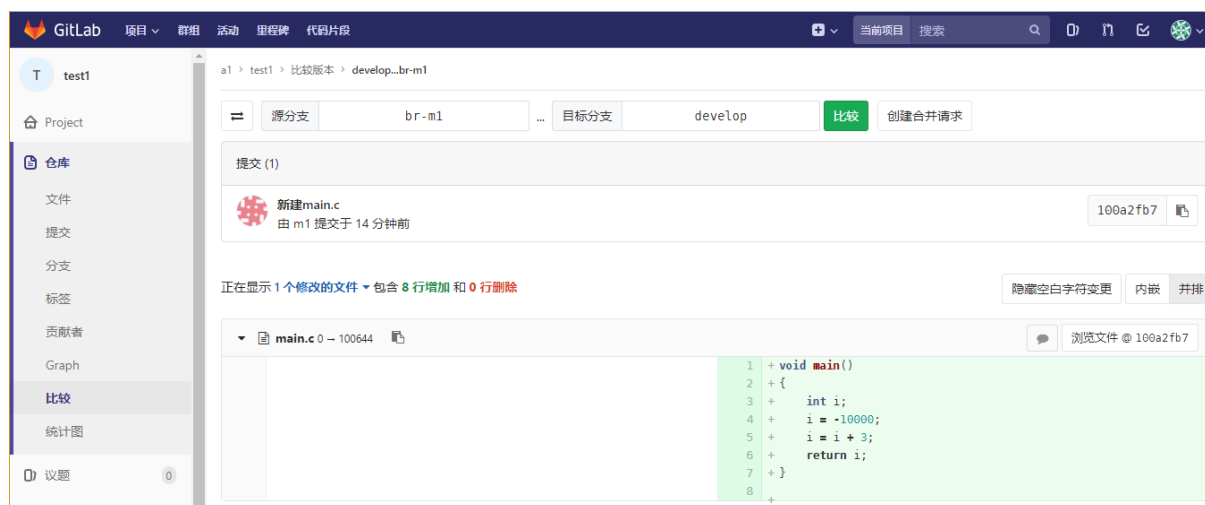 GitLab 项目 群组 活动 里程碑 代码片段 当前项目 搜索
T test1
a1 › test1 › 比较版本 › develop...br-m1
源分支 br-m1 ... 目标分支 develop 比较 创建合并请求
Project
仓库
文件
提交
分支
标签
贡献者
Graph
比较
统计图
议题 0
提交 (1)
新建main.c
由 m1 提交于 14 分钟前
100a2fb7
正在显示 1 个修改的文件 包含 8 行增加 和 0 行删除
隐藏空白字符变更 内嵌 并排
main.c 0 → 100644 浏览文件 @ 100a2fb7
1 + void main()
2 + {
3 + int i;
4 + i = -10000;
5 + i = i + 3;
6 + return i;
7 + }
8 +